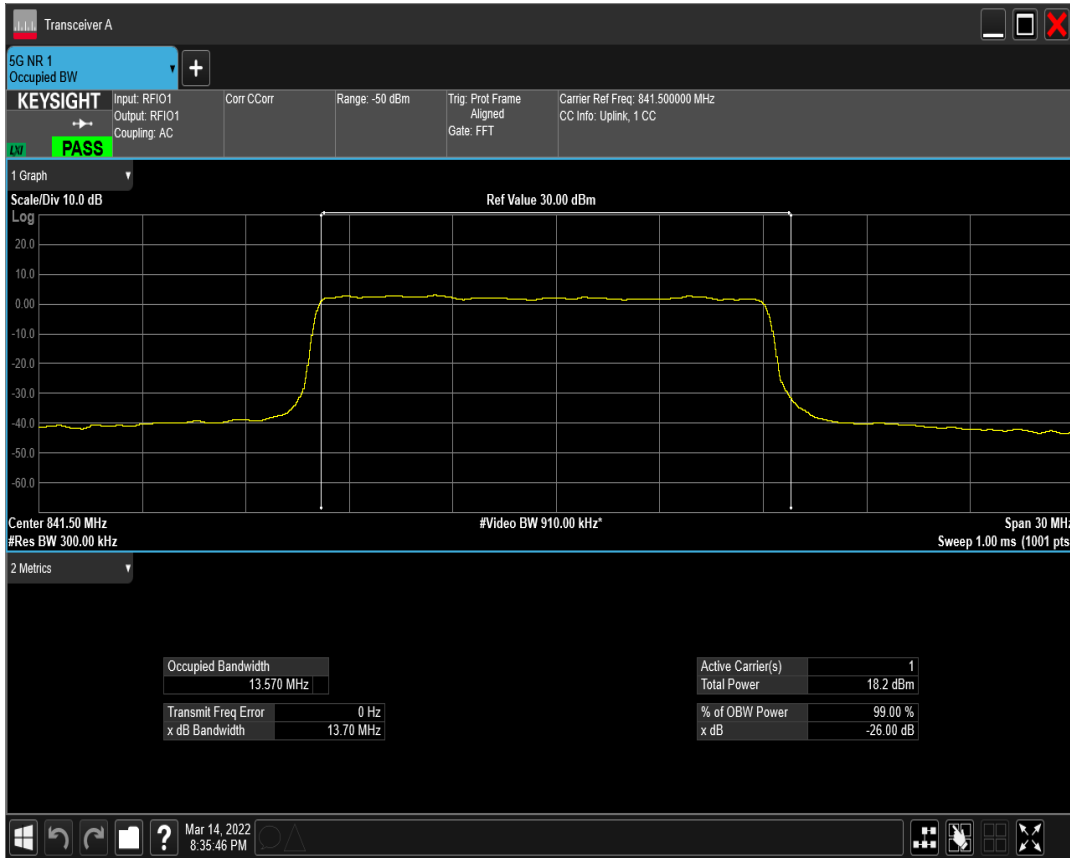 Transceiver A
5G NR 1
Occupied BW
KEYSIGHT
LXI
PASS
Input: RFIO1
Output: RFIO1
Coupling: AC
Corr CCorr
Range: -50 dBm
Trig: Prot Frame
Aligned
Gate: FFT
Carrier Ref Freq: 841.500000 MHz
CC Info: Uplink, 1 CC
1 Graph
Scale/Div 10.0 dB
Ref Value 30.00 dBm
Log
20.0
10.0
0.00
-10.0
-20.0
-30.0
-40.0
-50.0
-60.0
Center 841.50 MHz
#Video BW 910.00 kHz*
Span 30 MHz
#Res BW 300.00 kHz
Sweep 1.00 ms (1001 pts
2 Metrics
Occupied Bandwidth
13.570 MHz
Transmit Freq Error 0 Hz
x dB Bandwidth 13.70 MHz
Active Carrier(s) 1
Total Power 18.2 dBm
% of OBW Power 99.00 %
x dB -26.00 dB
?
Mar 14, 2022
8:35:46 PM